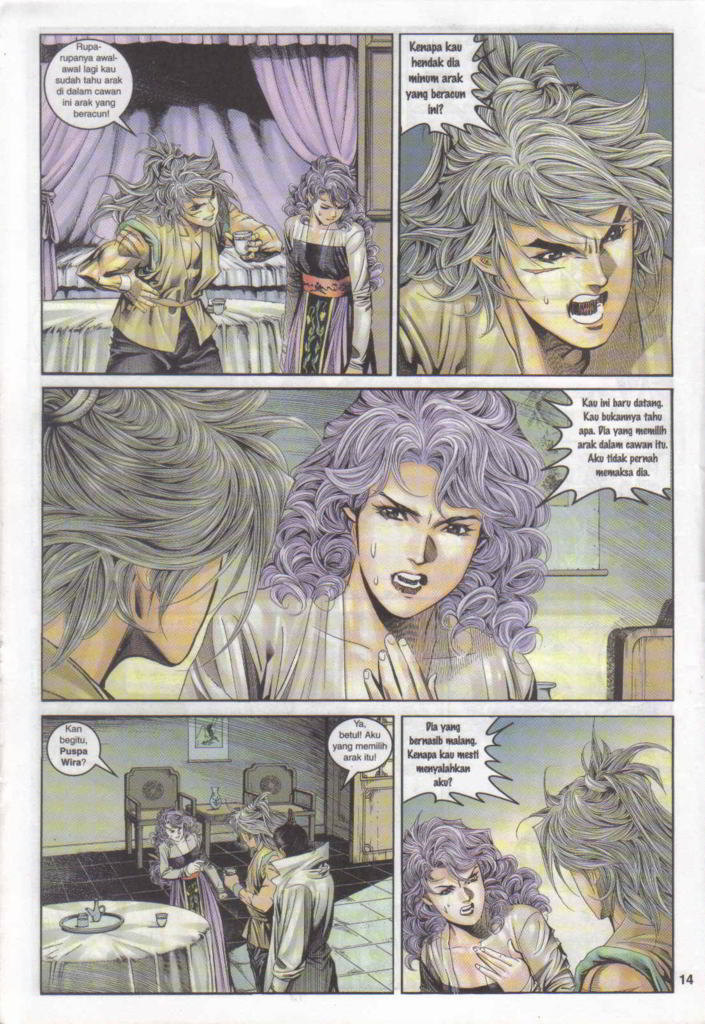 Rupa-
rupanya awal-
awal lagi kau
sudah tahu arak
di dalam cawan
ini arak yang
beracun!
Kenapa kau
hendak dia
minum arak
yang beracun
ini?
Kau ini baru datang.
Kau bukannya tahu
apa. Dia yang memilih
arak dalam cawan itu.
Aku tidak pernah
memaksa dia.
Kan
begitu,
Puspa
Wira?
Ya,
betul! Aku
yang memilih
arak itu!
Dia yang
bernasib malang.
Kenapa kau mesti
menyalahkan
aku?
14